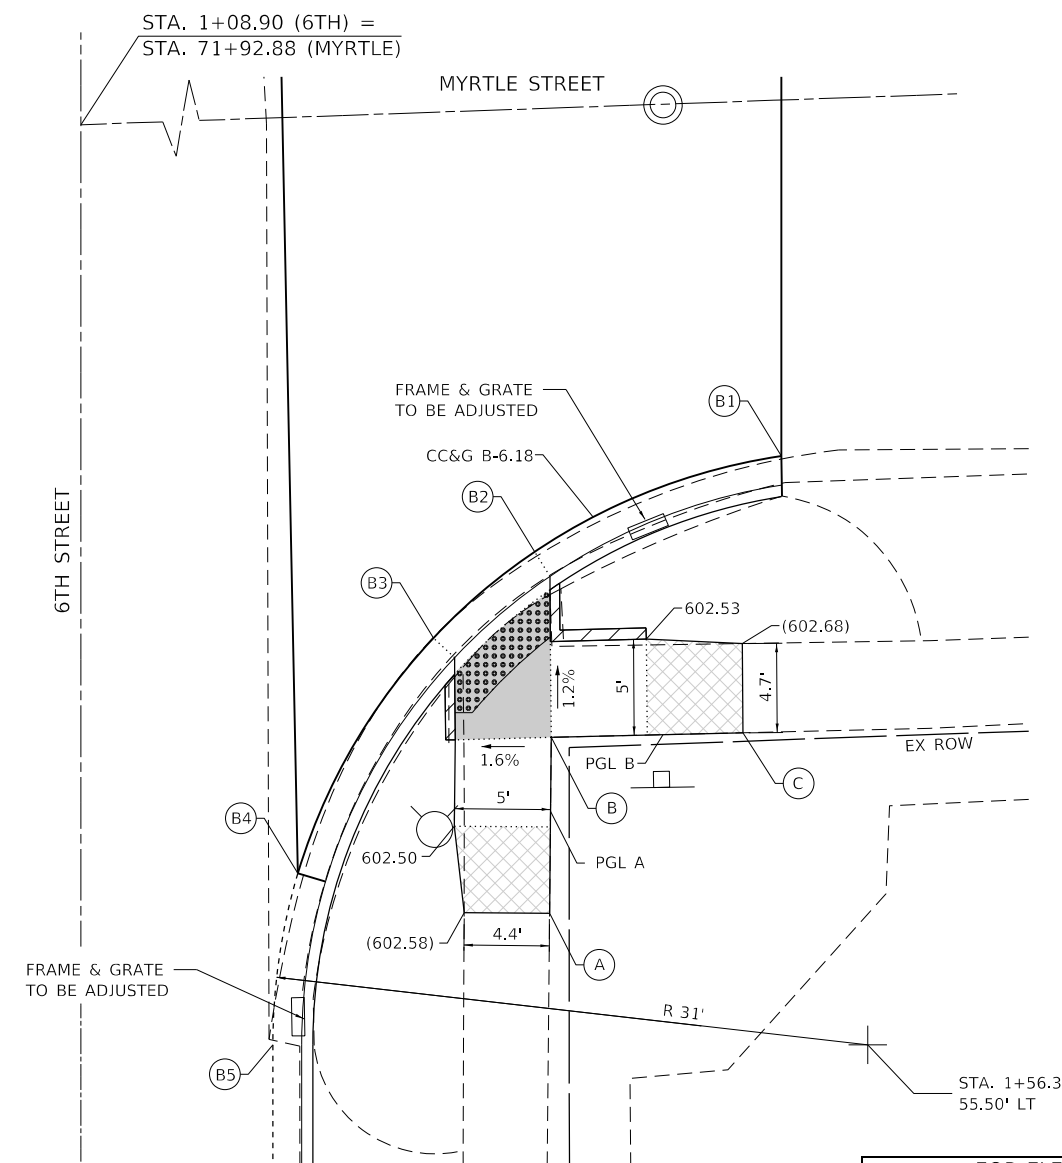 STA. 1+08.90 (6TH) =
STA. 71+92.88 (MYRTLE)
MYRTLE STREET
FRAME & GRATE
TO BE ADJUSTED
B1
CC&G B-6.18
B2
6TH STREET
B3
602.53
(602.68)
1.2%
5'
4.7'
1.6%
PGL B
EX ROW
B
C
5'
B4
602.50
PGL A
(602.58)
4.4'
A
FRAME & GRATE
TO BE ADJUSTED
R 31'
B5
STA. 1+56.3
55.50' LT